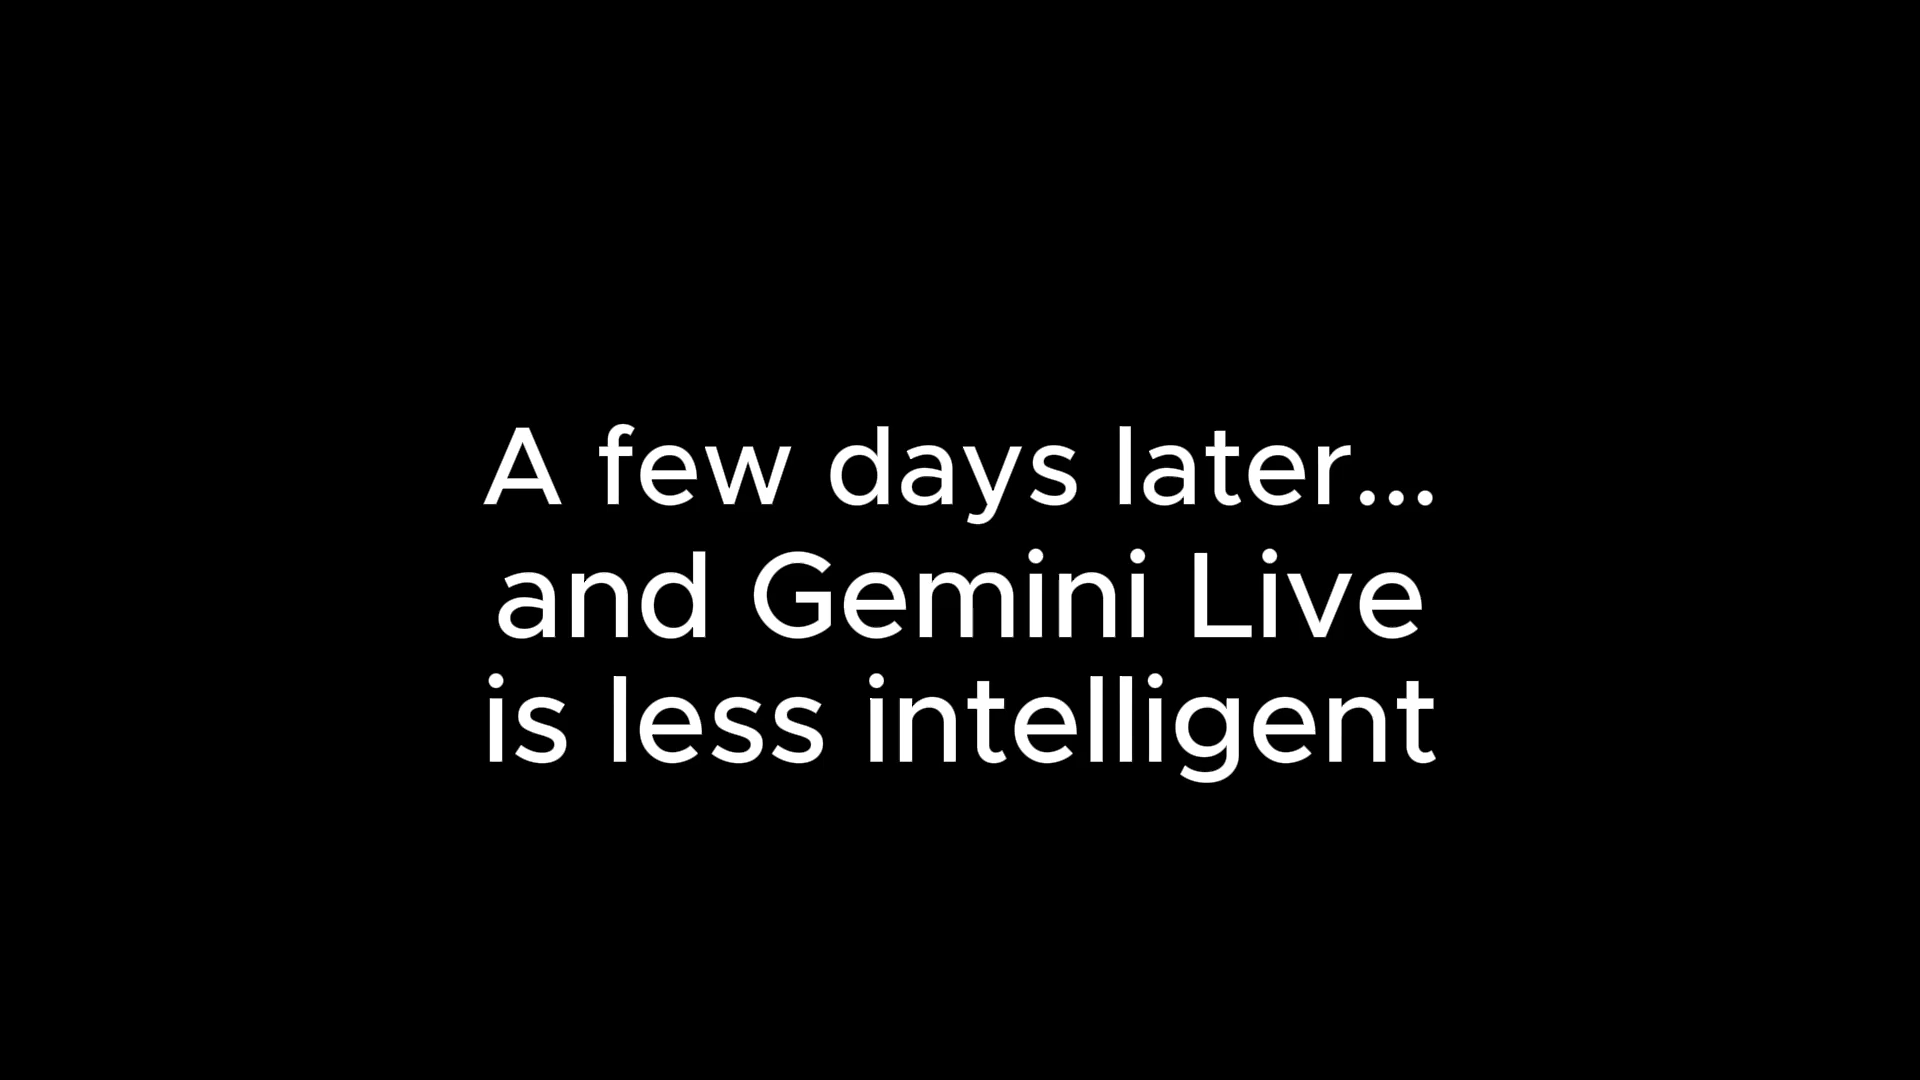 A few days later...
and Gemini Live
is less intelligent